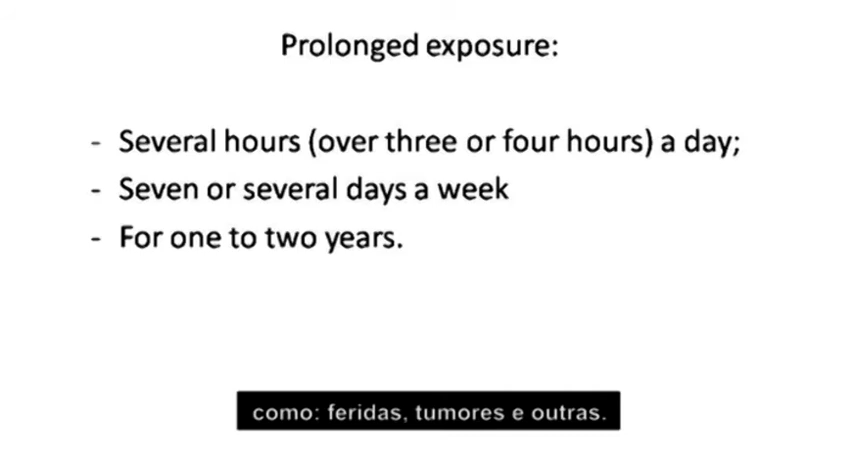 Prolonged exposure:
- Several hours (over three or four hours) a day;
- Seven or several days a week
- For one to two years.
como: feridas, tumores e outras.